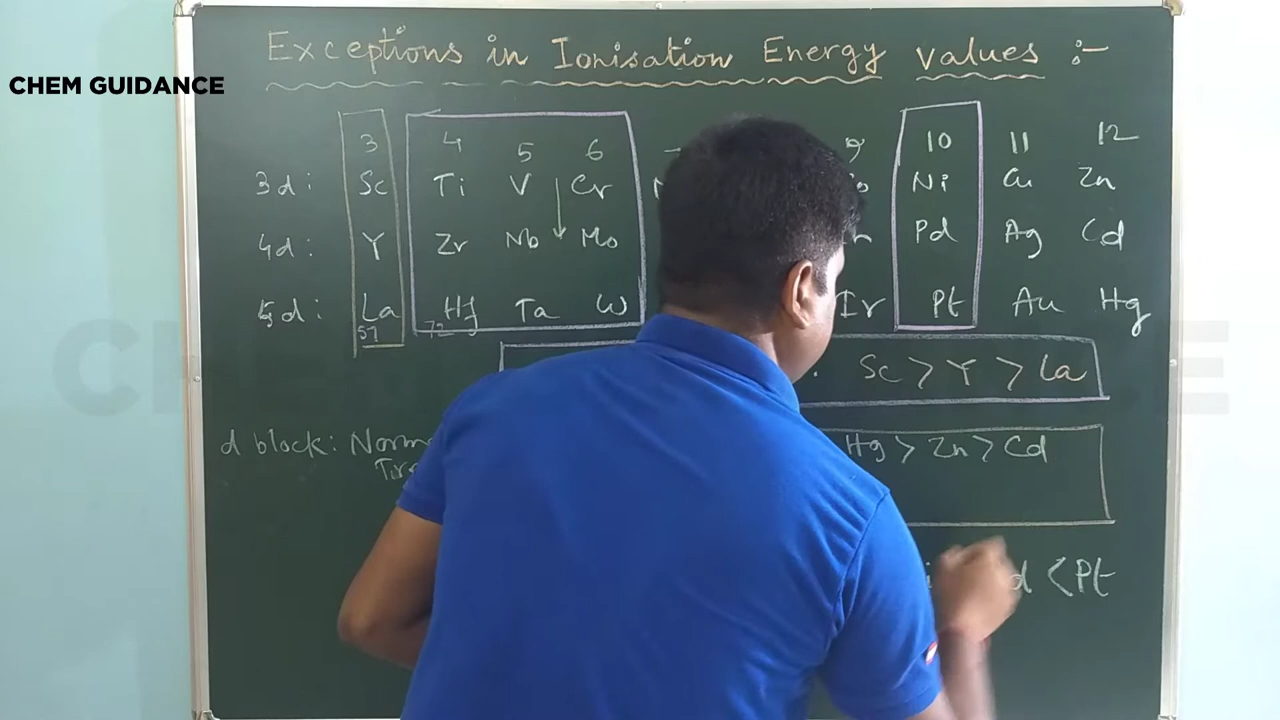 Exceptions in Ionisation Energy values :-
CHEM GUIDANCE
3 4 5 6 9 10 11 12
3d : Sc Ti V Cr Ni Cu Zn
4d : Y Zr Nb Mo Pd Ag Cd
5d : La Hf Ta W Ir Pt Au Hg
57 72
Sc > Y > La
d block : Hg > Zn > Cd
< Pt